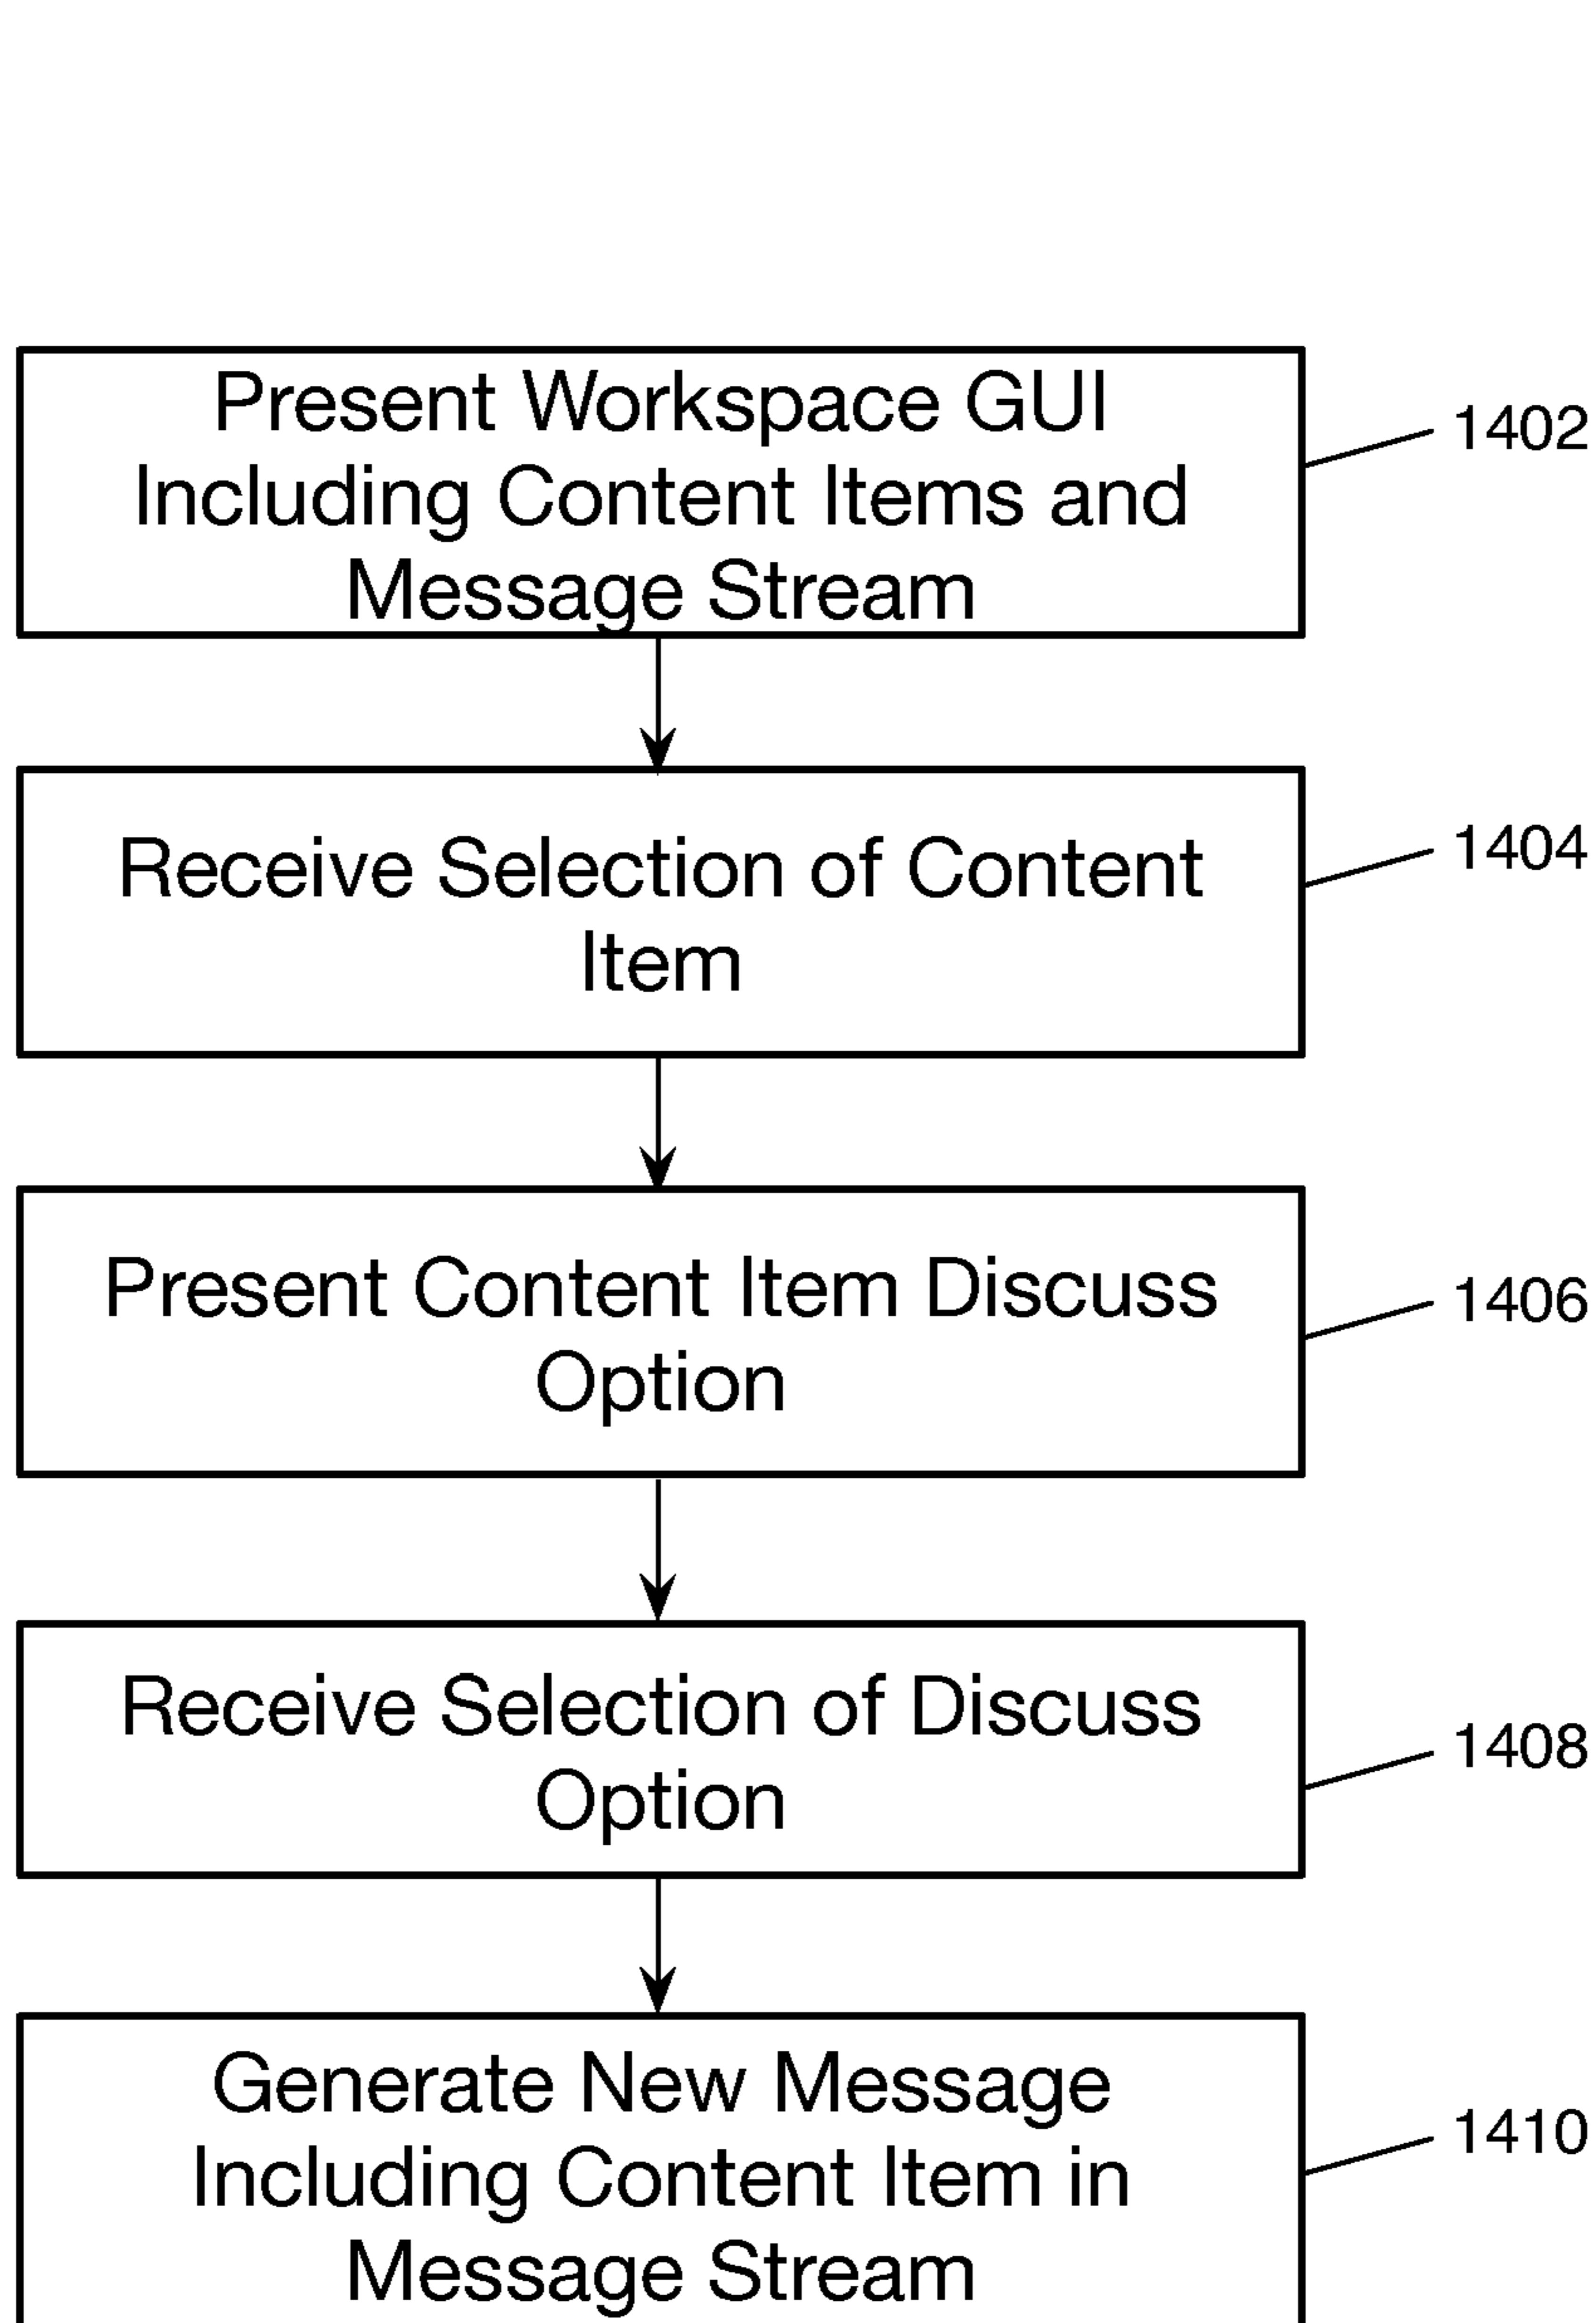 Present Workspace GUI
Including Content Items and
Message Stream
1402
Receive Selection of Content
Item
1404
Present Content Item Discuss
Option
1406
Receive Selection of Discuss
Option
1408
Generate New Message
Including Content Item in
Message Stream
1410